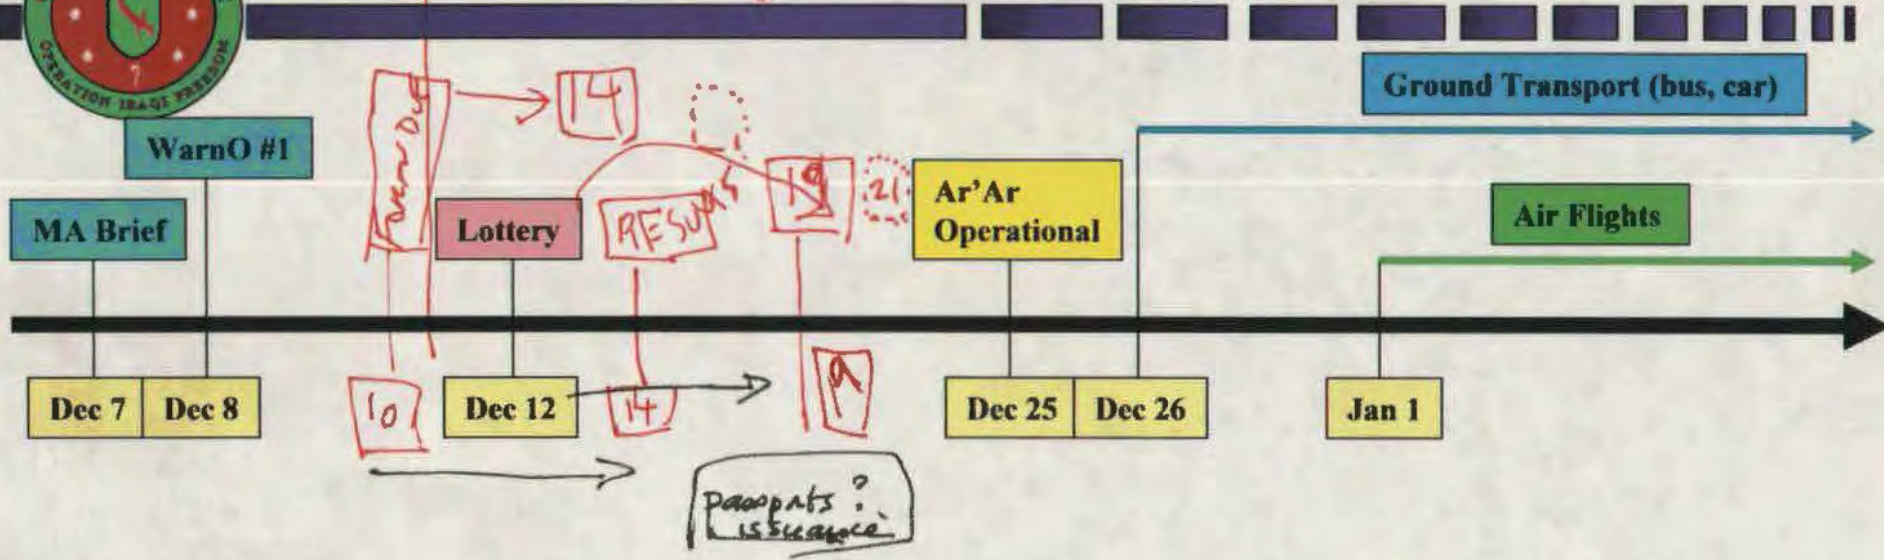 OPERATION IRAQI FREEDOM
Ground Transport (bus, car)
14
WarnO #1
19
21
Ar'Ar
Operational
MA Brief
Lottery
RESULTS
Air Flights
Dec 7
Dec 8
10
Dec 12
14
9
Dec 25
Dec 26
Jan 1
passports ?
issuance